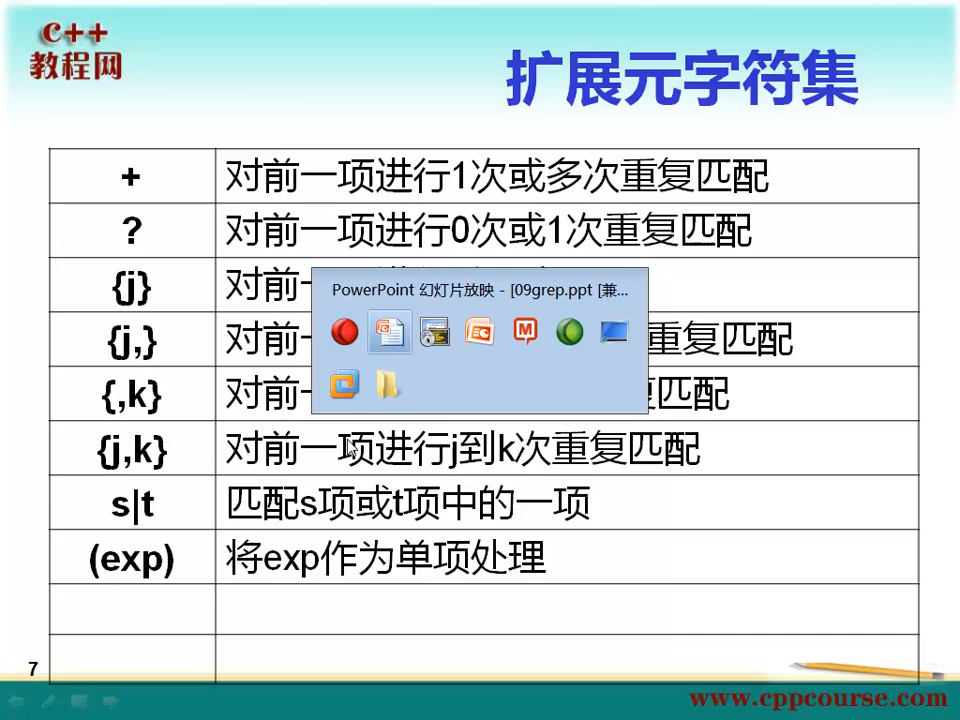 C++
教程网
扩展元字符集
+ 对前一项进行1次或多次重复匹配
? 对前一项进行0次或1次重复匹配
{j} 对前一
PowerPoint 幻灯片放映 - [09grep.ppt [兼...
{j,} 对前 重复匹配
{,k} 对前 复匹配
{j,k} 对前一项进行j到k次重复匹配
s|t 匹配s项或t项中的一项
(exp) 将exp作为单项处理
7
www.cppcourse.com